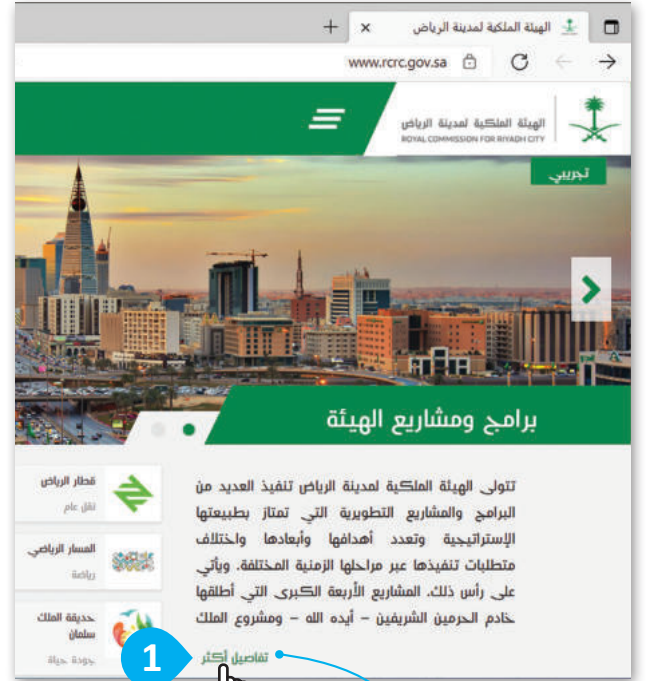 الهيئة الملكية لمدينة الرياض
www.rcrc.gov.sa
الهيئة الملكية لمدينة الرياض
ROYAL COMMISSION FOR RIYADH CITY
تجريبي
برامج ومشاريع الهيئة
تتولى الهيئة الملكية لمدينة الرياض تنفيذ العديد من
البرامج والمشاريع التطويرية التي تمتاز بطبيعتها
الإستراتيجية وتعدد أهدافها وأبعادها واختلاف
متطلبات تنفيذها عبر مراحلها الزمنية المختلفة. ويأتي
على رأس ذلك، المشاريع الأربعة الكبرى التي أطلقها
خادم الحرمين الشريفين – أيده الله – ومشروع الملك
تفاصيل أكثر
1
قطار الرياض
نقل عام
المسار الرياضي
رياضة
حديقة الملك
سلمان
جودة حياة